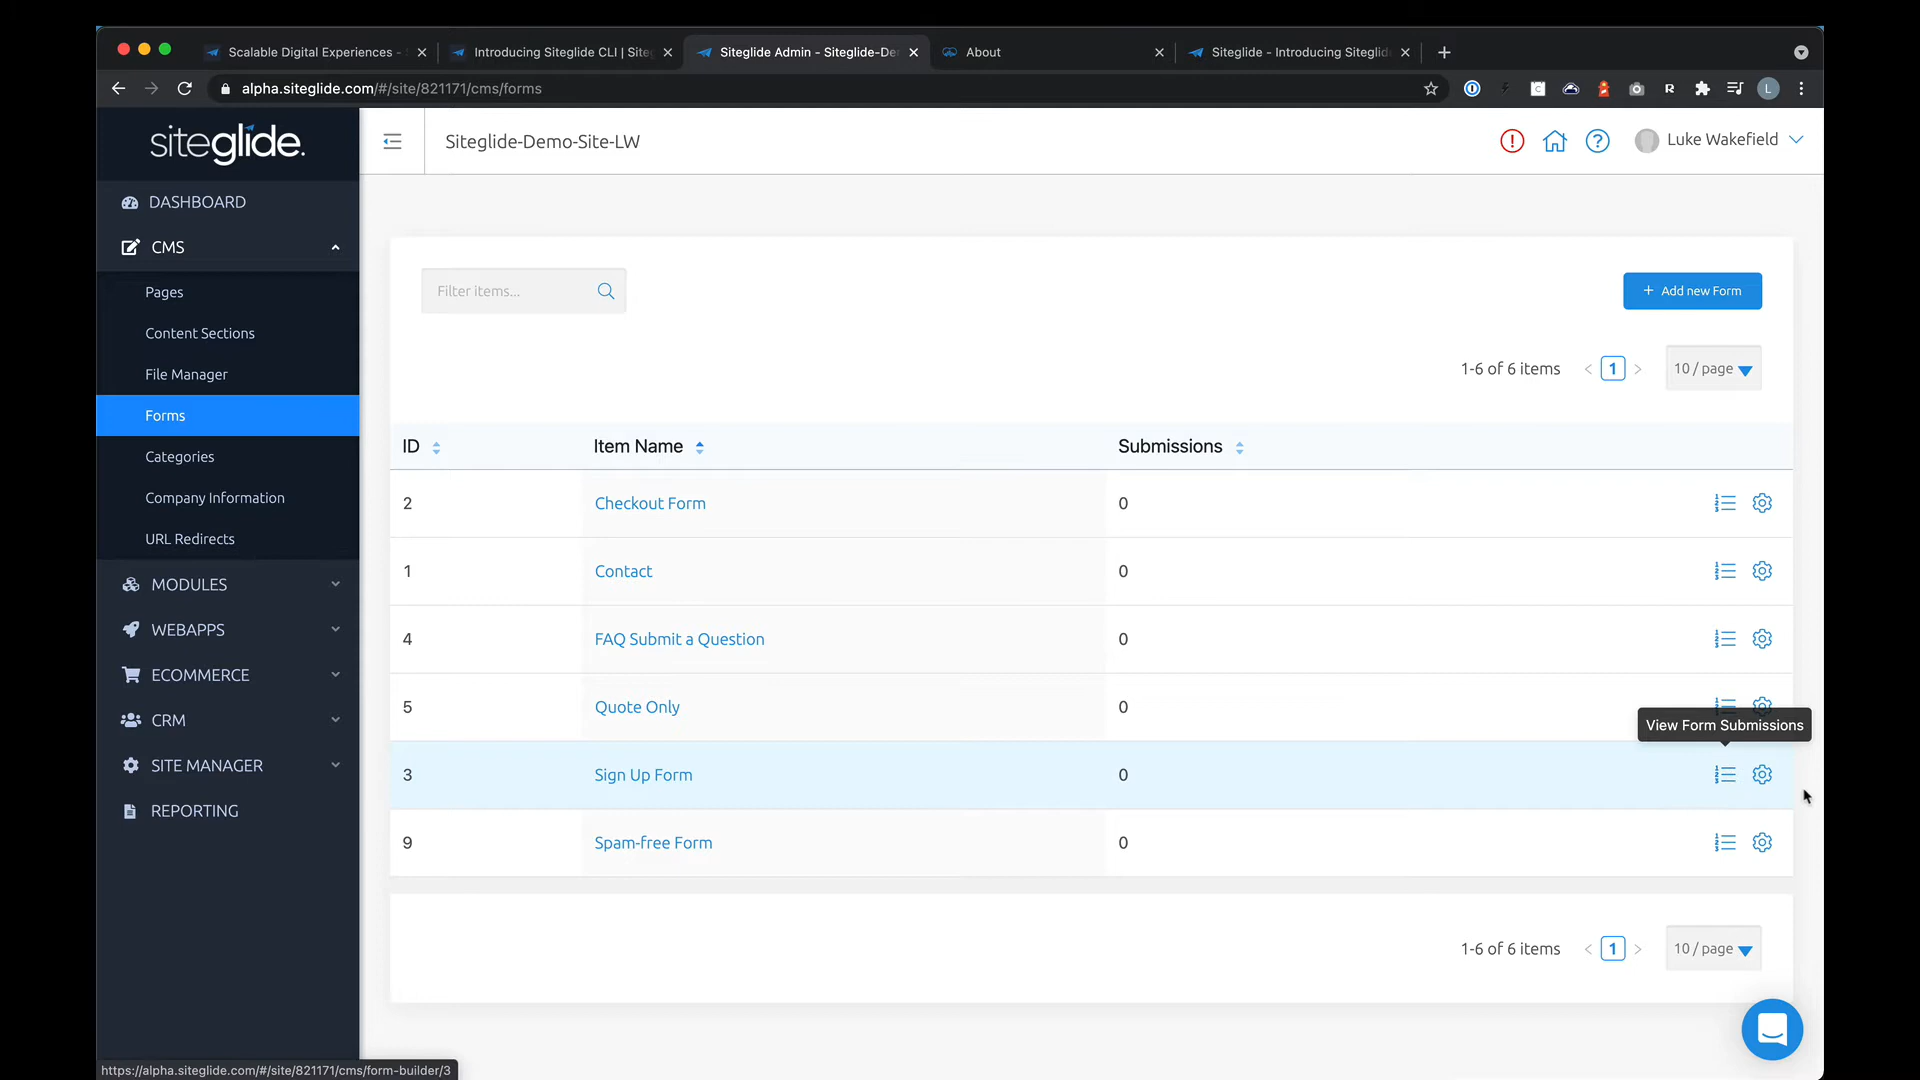 Scalable Digital Experiences -
Introducing Siteglide CLI | Site
Siteglide Admin - Siteglide-De
About
Siteglide - Introducing Siteglid
alpha.siteglide.com/#/site/821171/cms/forms
siteglide.
Siteglide-Demo-Site-LW
Luke Wakefield
DASHBOARD
CMS
Pages
Content Sections
File Manager
Forms
Categories
Company Information
URL Redirects
MODULES
WEBAPPS
ECOMMERCE
CRM
SITE MANAGER
REPORTING
Filter items...
+ Add new Form
1-6 of 6 items < 1 > 10 / page
ID Item Name Submissions
2 Checkout Form 0
1 Contact 0
4 FAQ Submit a Question 0
5 Quote Only 0
View Form Submissions
3 Sign Up Form 0
9 Spam-free Form 0
1-6 of 6 items < 1 > 10 / page
https://alpha.siteglide.com/#/site/821171/cms/form-builder/3